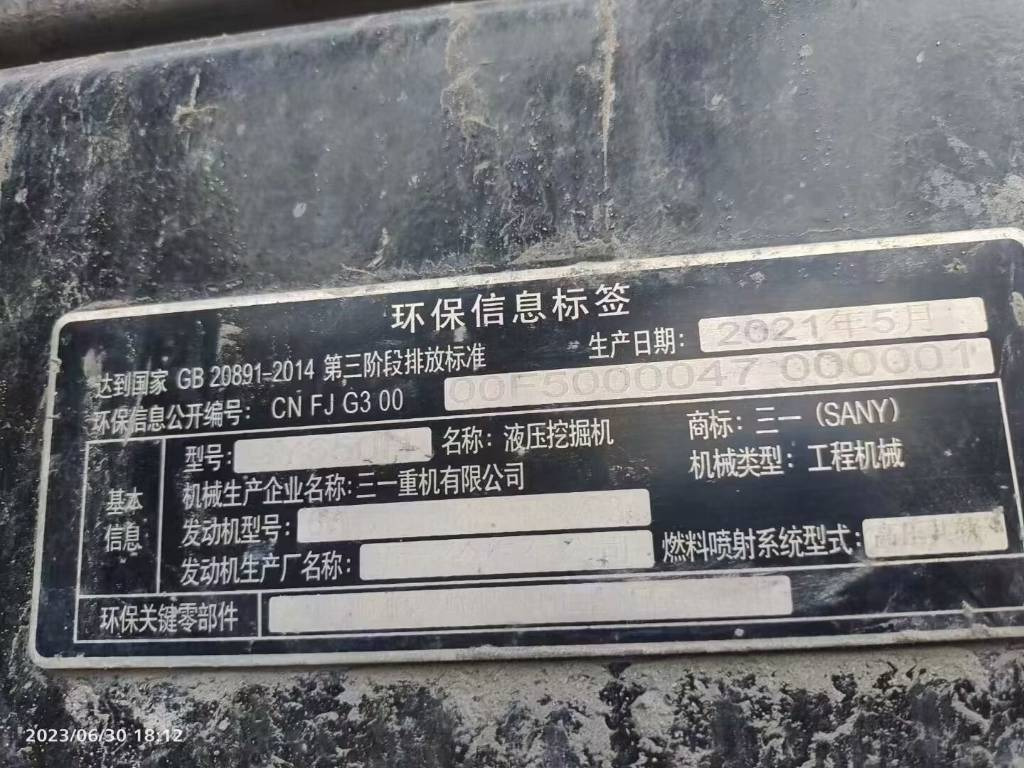 环保信息标签
达到国家 GB 20891-2014 第三阶段排放标准 生产日期: 2021年5月
环保信息公开编号: CN FJ G3 00 00F5000047 000001
基本信息
型号: 名称: 液压挖掘机 商标: 三一 (SANY)
机械生产企业名称: 三一重机有限公司 机械类型: 工程机械
发动机型号:
发动机生产厂名称: 公司 燃料喷射系统型式: 高压共轨
环保关键零部件
2023/06/30 18:12